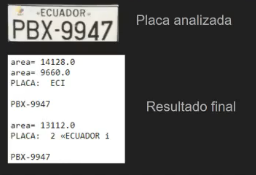 -ECUADOR-
PBX-9947
Placa analizada
area= 14128.0
area= 9660.0
PLACA: ECI
PBX-9947
Resultado final
area= 13112.0
PLACA: 2 «ECUADOR i
PBX-9947